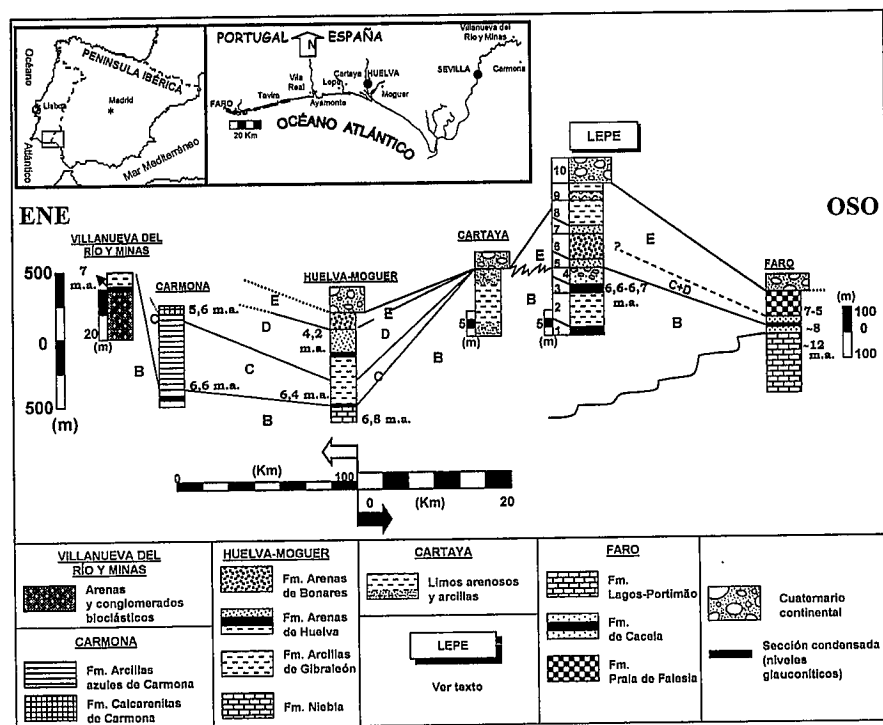 Océano
Atlántico
PENINSULA IBÉRICA
Lisboa
Madrid
Mar Mediterráneo
PORTUGAL
N
ESPAÑA
Villanueva del
Río y Minas
SEVILLA
Carmona
Cartaya
HUELVA
Lepe
Moguer
Vila
Real
Ayamonte
Tavira
FARO
20 Km
OCÉANO ATLÁNTICO
LEPE
ENE
OSO
VILLANUEVA DEL
RÍO Y MINAS
7
m.a.
CARMONA
5,6 m.a.
6,6 m.a.
HUELVA-MOGUER
4,2
m.a.
6,4 m.a.
6,8 m.a.
CARTAYA
10
9
8
7
6
5
4
3
2
1
6,6-6,7
m.a.
FARO
7-5
~8
~12
m.a.
500
0
500
(m)
20
(m)
B
C
B
C
E
D
E
D
C
B
5
(m)
E
B
5
(m)
?
E
C+D
B
(m)
100
0
100
0
(Km)
100
0
(Km)
20
VILLANUEVA DEL
RÍO Y MINAS
Arenas
y conglomerados
bioclásticos
CARMONA
Fm. Arcillas
azules de Carmona
Fm. Calcarenitas
de Carmona
HUELVA-MOGUER
Fm. Arenas
de Bonares
Fm. Arenas
de Huelva
Fm. Arcillas
de Gibraleón
Fm. Niebla
CARTAYA
Limos arenosos
y arcillas
LEPE
Ver texto
FARO
Fm.
Lagos-Portimão
Fm.
de Cacela
Fm.
Praia de Falesia
Cuaternario
continental
Sección condensada
(niveles
glauconíticos)